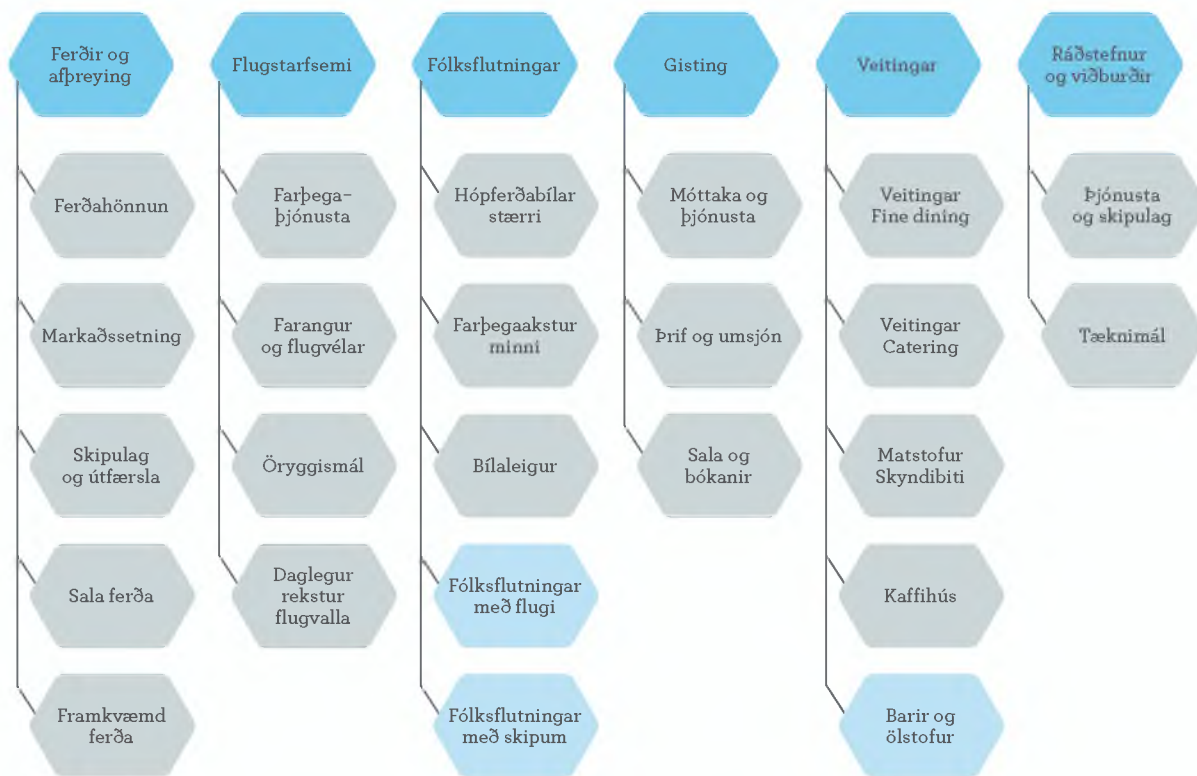 Ferðir og
afþreying
Ferðahönnun
Markaðssetning
Skipulag
og útfærsla
Sala ferða
Framkvæmd
ferða
Flugstarfsemi
Farþega-
þjónusta
Farangur
og flugvélar
Öryggismál
Daglegur
rekstur
flugvalla
Fólksflutningar
Hópferðabílar
stærri
Farþegaakstur
minni
Bílaleigur
Fólksflutningar
með flugi
Fólksflutningar
með skipum
Gisting
Móttaka og
þjónusta
Þrif og umsjón
Sala og
bókanir
Veitingar
Veitingar
Fine dining
Veitingar
Catering
Matstofur
Skyndibiti
Kaffihús
Barir og
ölstofur
Ráðstefnur
og viðburðir
Þjónusta
og skipulag
Tæknimál